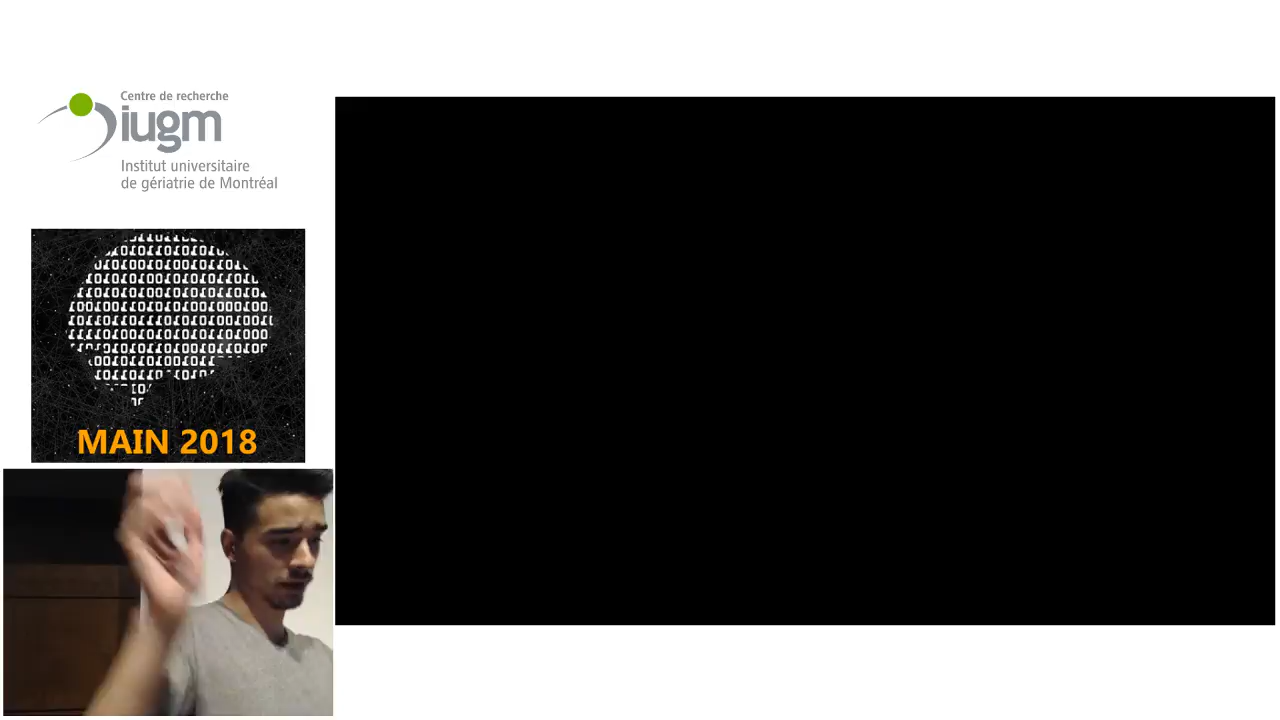 Centre de recherche
iugm
Institut universitaire
de gériatrie de Montréal
MAIN 2018